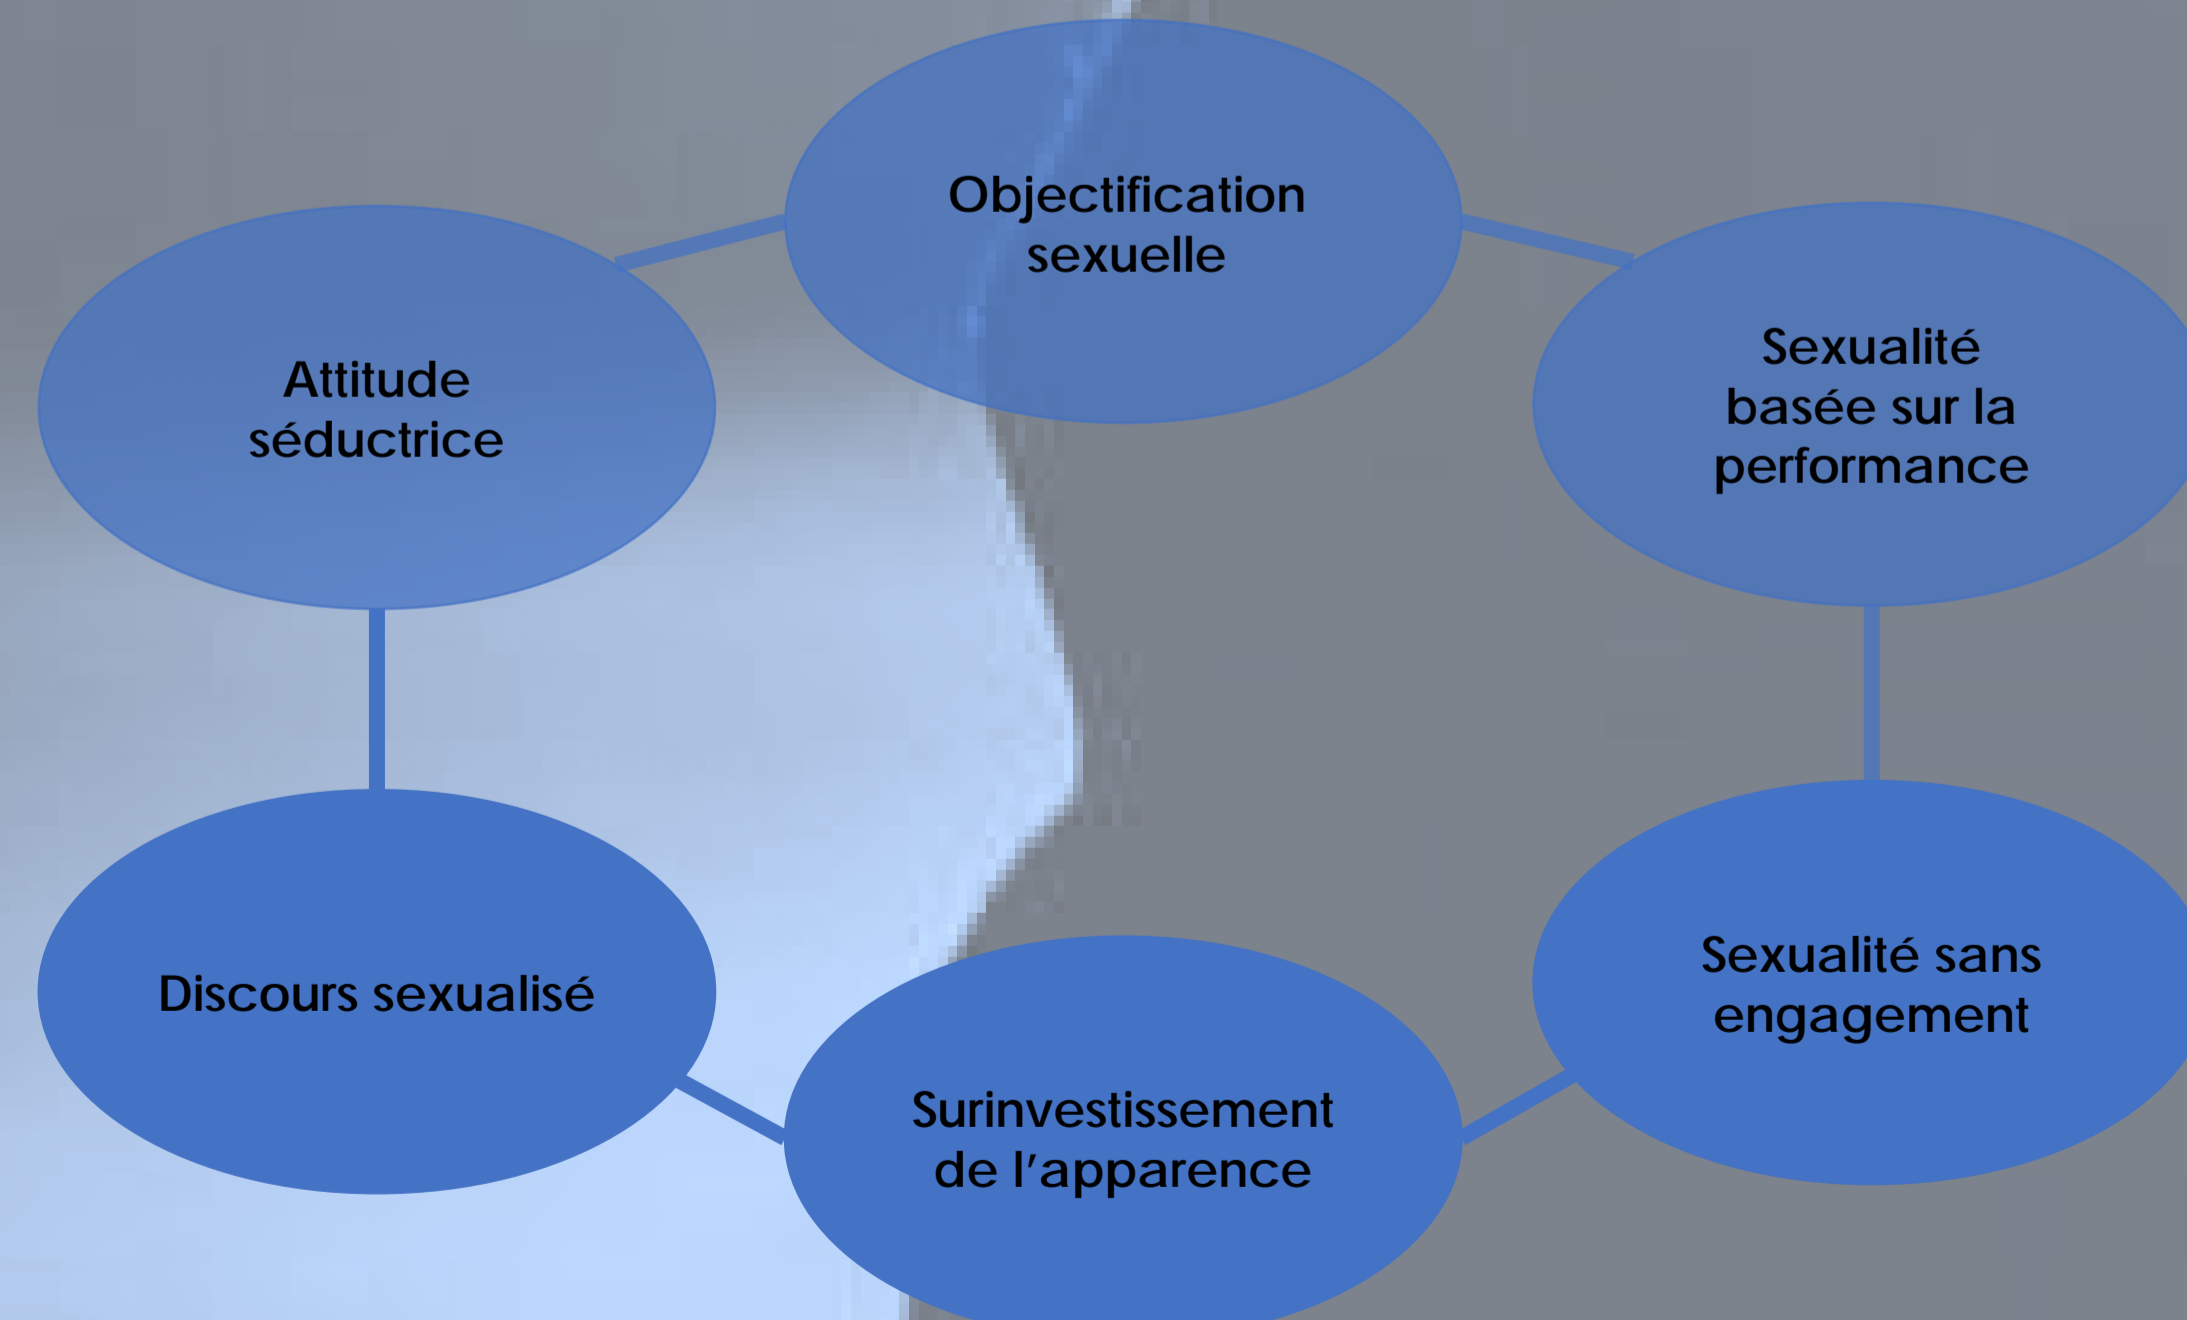 Objectification
sexuelle
Sexualité
basée sur la
performance
Sexualité sans
engagement
Surinvestissement
de l’apparence
Discours sexualisé
Attitude
séductrice